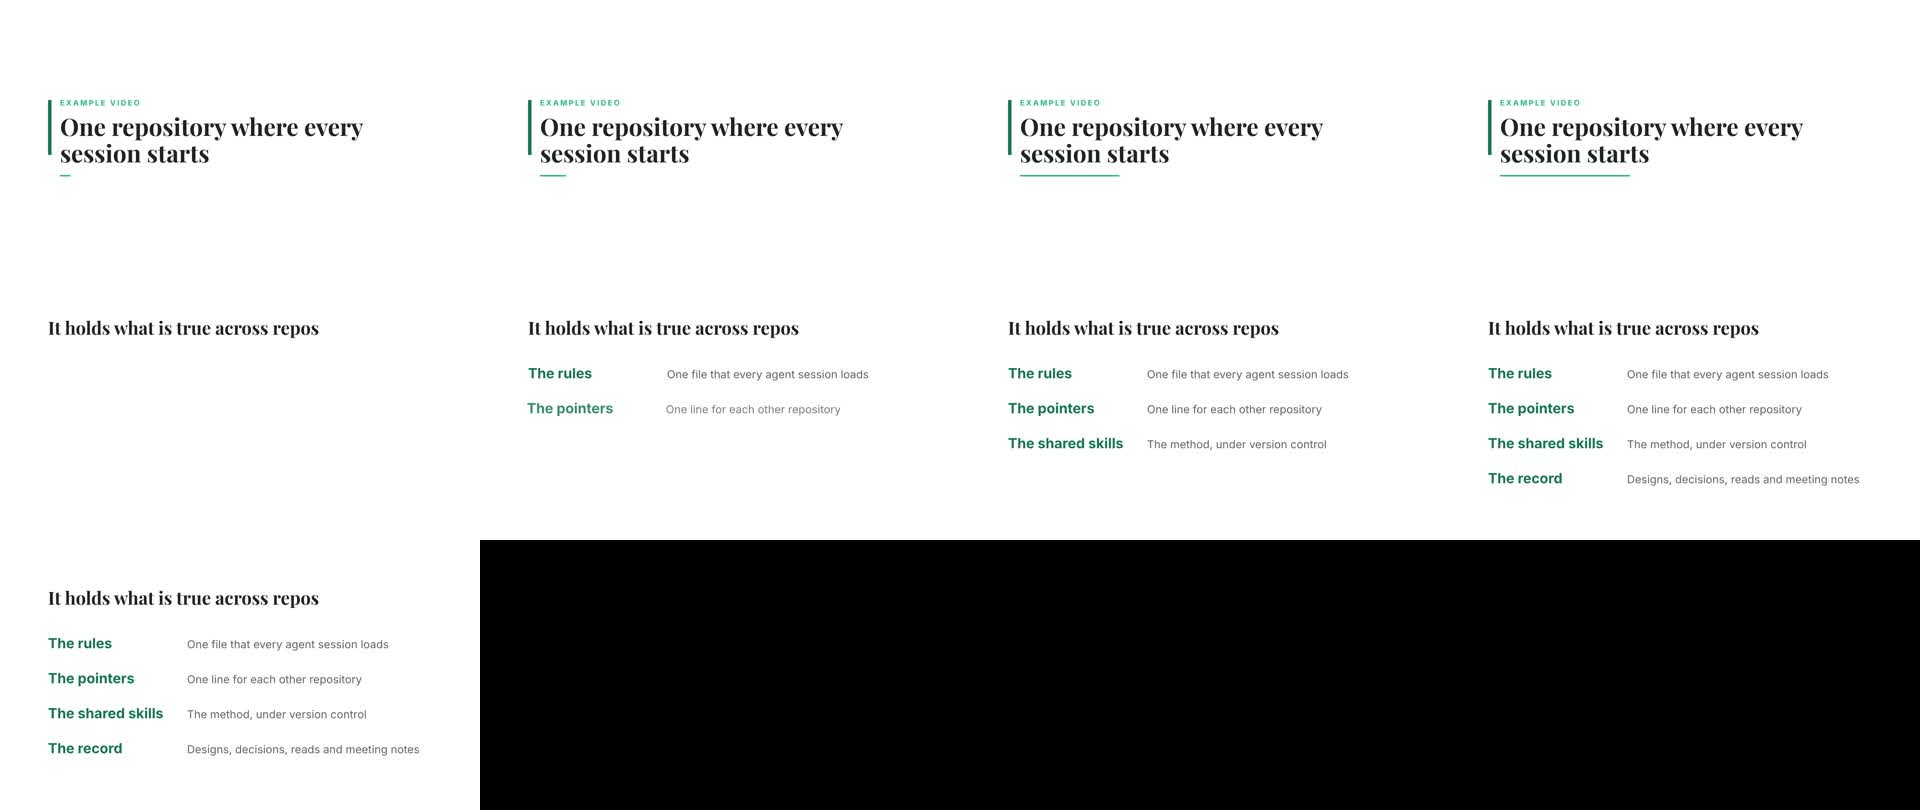 EXAMPLE VIDEO
One repository where every
session starts
EXAMPLE VIDEO
One repository where every
session starts
EXAMPLE VIDEO
One repository where every
session starts
EXAMPLE VIDEO
One repository where every
session starts
It holds what is true across repos
It holds what is true across repos
The rules One file that every agent session loads
The pointers One line for each other repository
It holds what is true across repos
The rules One file that every agent session loads
The pointers One line for each other repository
The shared skills The method, under version control
It holds what is true across repos
The rules One file that every agent session loads
The pointers One line for each other repository
The shared skills The method, under version control
The record Designs, decisions, reads and meeting notes
It holds what is true across repos
The rules One file that every agent session loads
The pointers One line for each other repository
The shared skills The method, under version control
The record Designs, decisions, reads and meeting notes